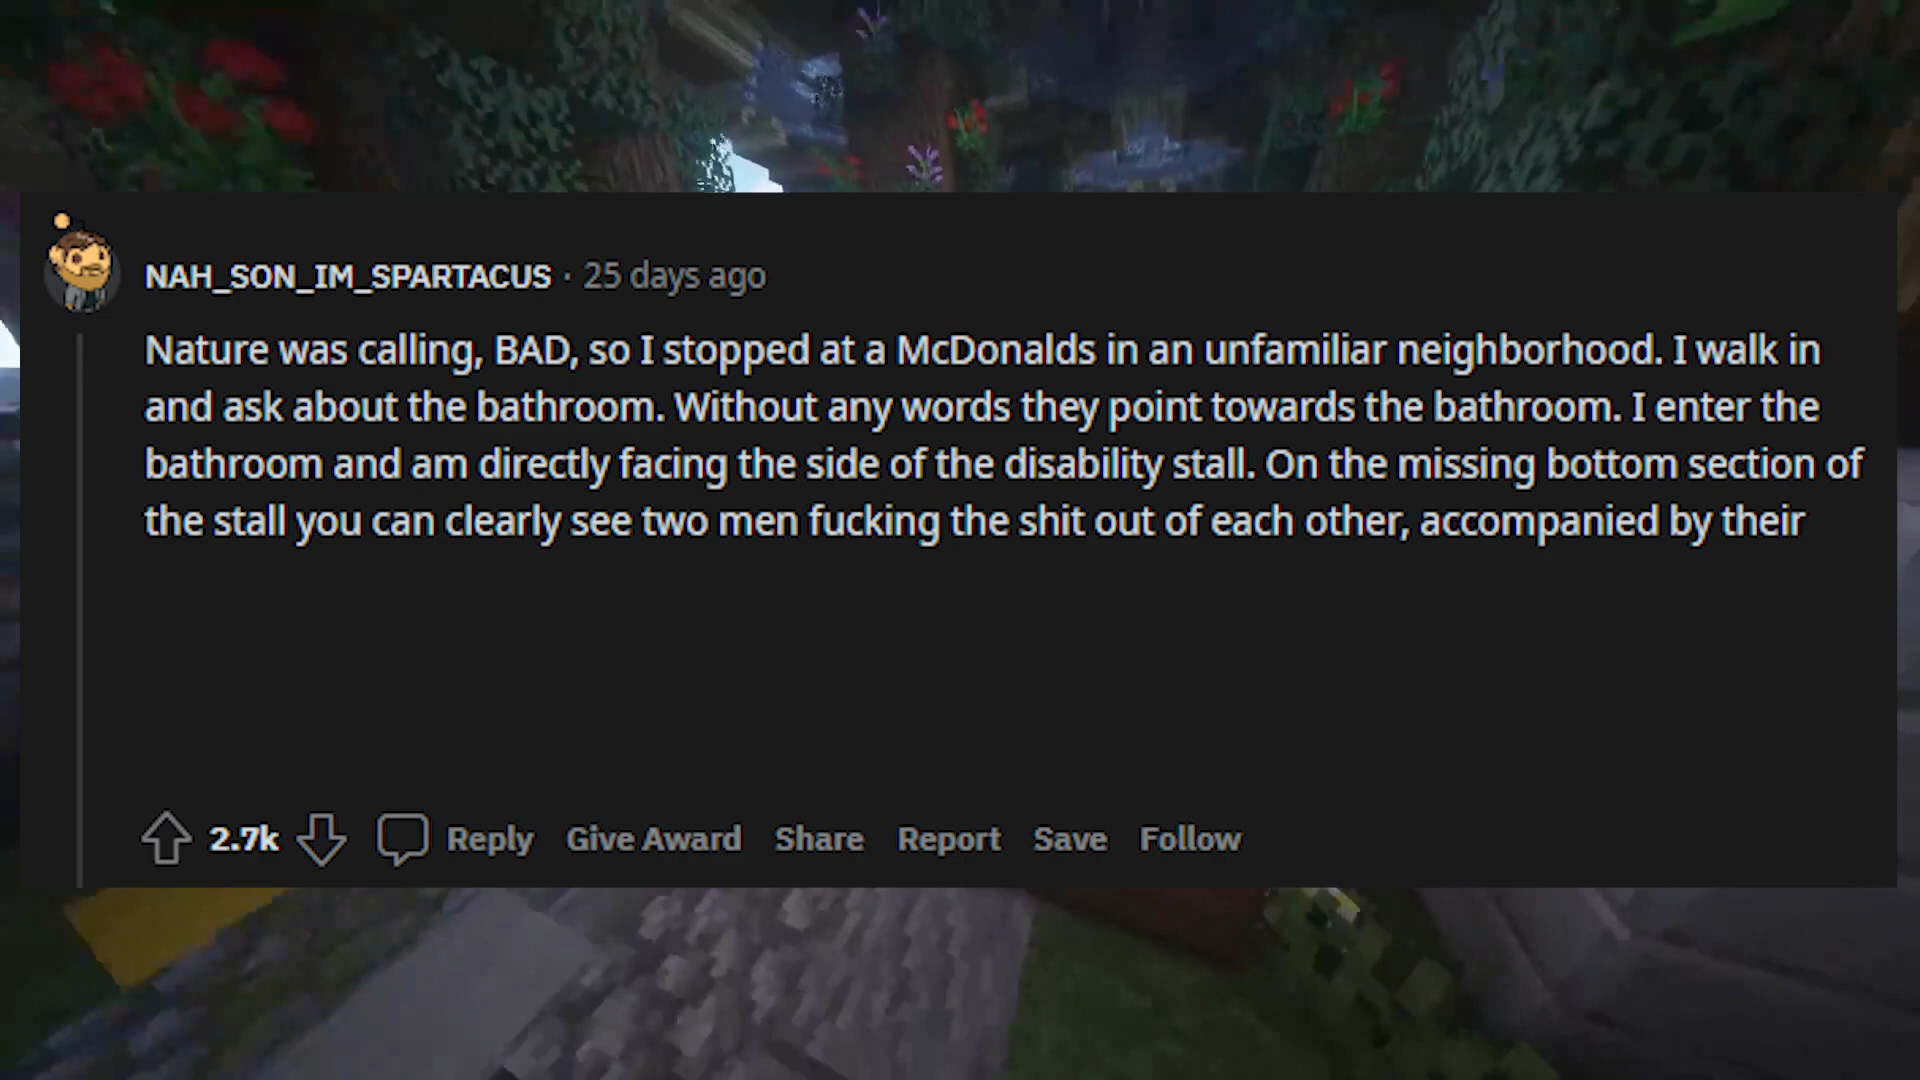 NAH_SON_IM_SPARTACUS · 25 days ago
Nature was calling, BAD, so I stopped at a McDonalds in an unfamiliar neighborhood. I walk in
and ask about the bathroom. Without any words they point towards the bathroom. I enter the
bathroom and am directly facing the side of the disability stall. On the missing bottom section of
the stall you can clearly see two men fucking the shit out of each other, accompanied by their
2.7k Reply Give Award Share Report Save Follow